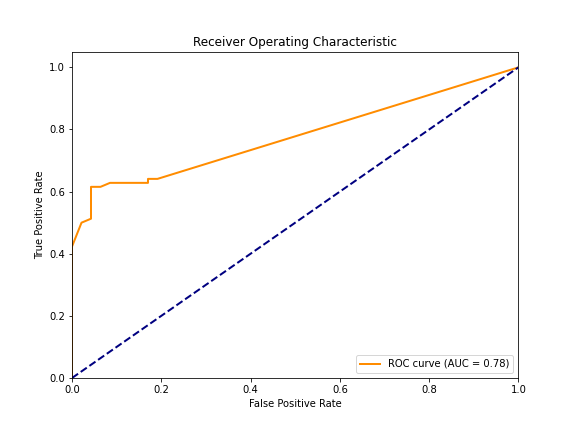 Receiver Operating Characteristic
True Positive Rate
1.0
0.8
0.6
0.4
0.2
0.0
0.0 0.2 0.4 0.6 0.8 1.0
False Positive Rate
ROC curve (AUC = 0.78)